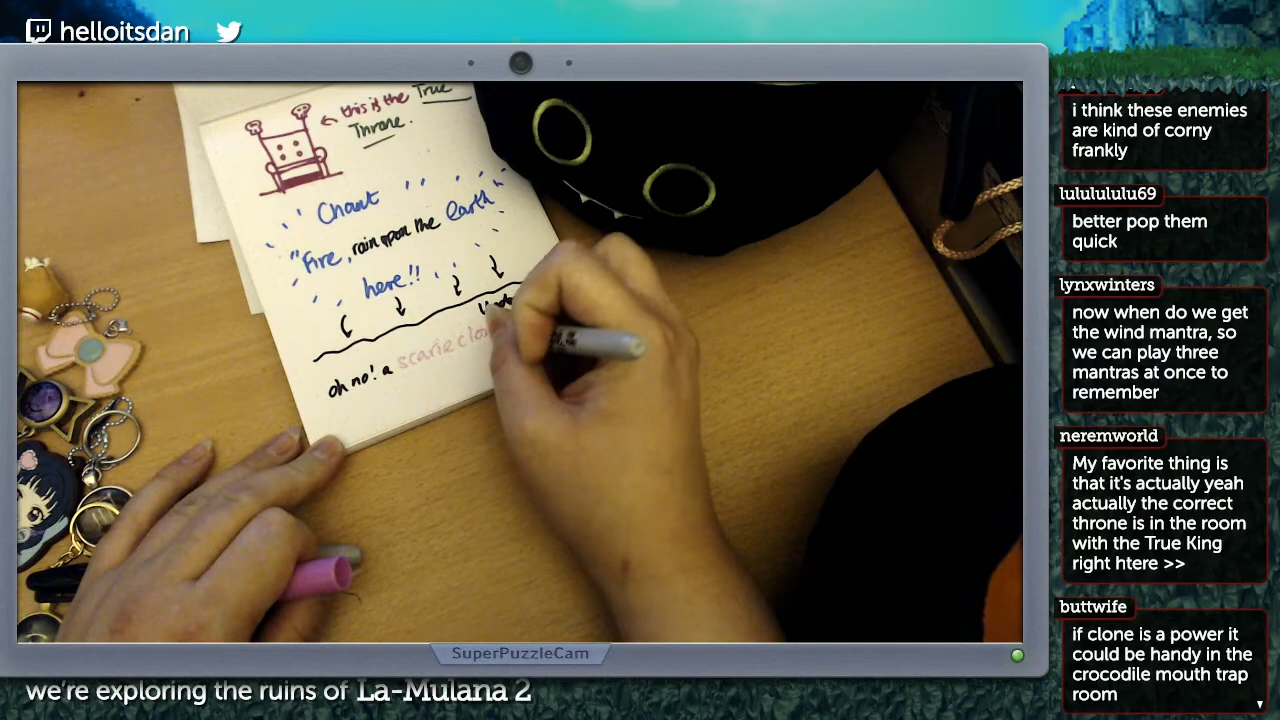 helloitsdan
this is the True
Throne.
Chant
"Fire, rain upon the earth"
here!!
oh no! a scarie
SuperPuzzleCam
we're exploring the ruins of La-Mulana 2
i think these enemies
are kind of corny
frankly
lulululululu69
better pop them
quick
lynxwinters
now when do we get
the wind mantra, so
we can play three
mantras at once to
remember
neremworld
My favorite thing is
that it's actually yeah
actually the correct
throne is in the room
with the True King
right htere >>
buttwife
if clone is a power it
could be handy in the
crocodile mouth trap
room